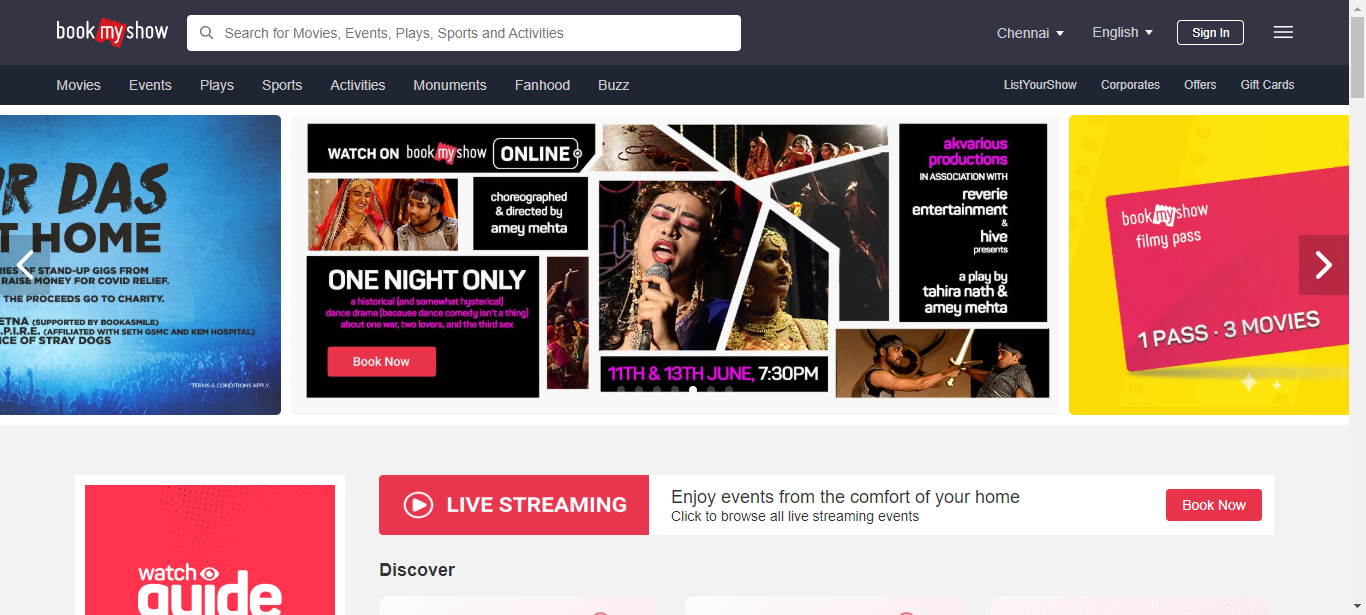 book my show
Search for Movies, Events, Plays, Sports and Activities
Chennai
English
Sign In
Movies
Events
Plays
Sports
Activities
Monuments
Fanhood
Buzz
ListYourShow
Corporates
Offers
Gift Cards
R DAS
T HOME
RIES OF STAND-UP GIGS FROM
RAISE MONEY FOR COVID RELIEF.
THE PROCEEDS GO TO CHARITY.
ETNA (SUPPORTED BY BOOKASMILE)
.P.I.R.E. (AFFILIATED WITH SETH GSMC AND KEM HOSPITAL)
CE OF STRAY DOGS
*TERMS & CONDITIONS APPLY.
WATCH ON book my show ONLINE
choreographed
& directed by
amey mehta
ONE NIGHT ONLY
a historical (and somewhat hysterical)
dance drama (because dance comedy isn't a thing)
about one war, two lovers, and the third sex
Book Now
11TH & 13TH JUNE, 7:30PM
akvarious
productions
IN ASSOCIATION WITH
reverie
entertainment
&
hive
presents
a play by
tahira nath &
amey mehta
book my show
filmy pass
1 PASS · 3 MOVIES
LIVE STREAMING
Enjoy events from the comfort of your home
Click to browse all live streaming events
Book Now
watch
guide
Discover